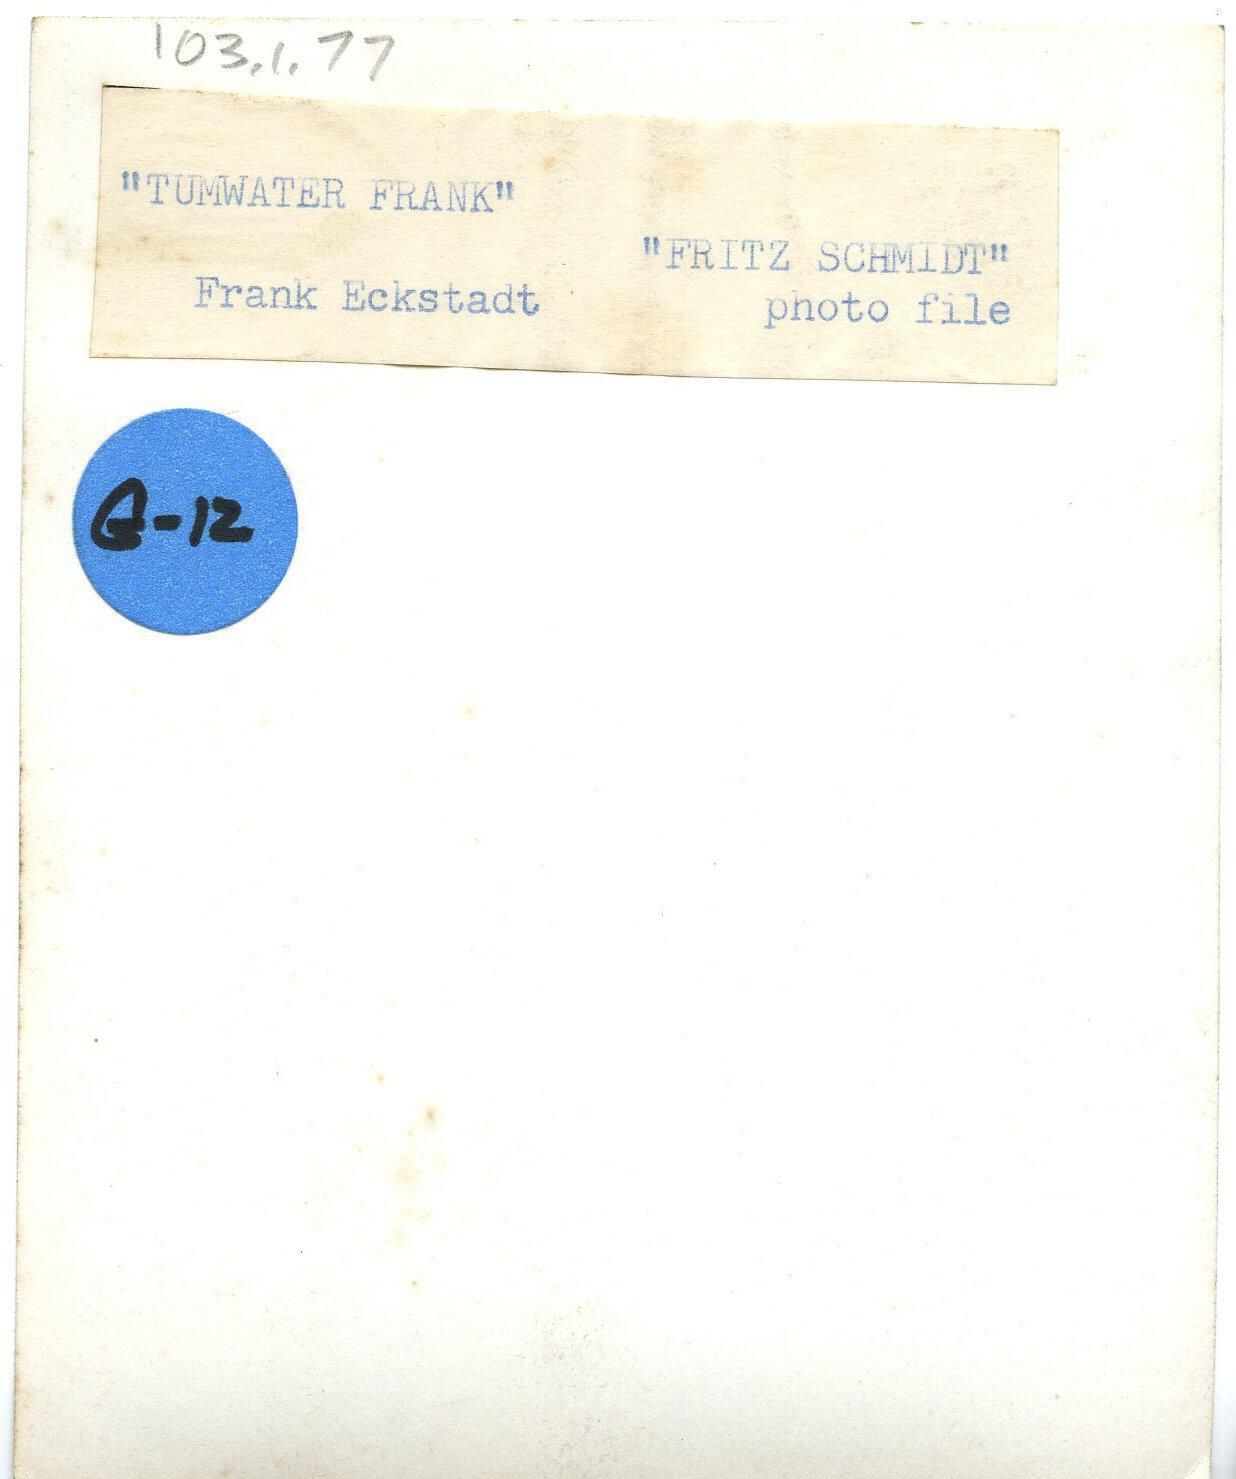 103.1.77
"TUMWATER FRANK"
"FRITZ SCHMIDT"
Frank Eckstadt
photo file
G-12